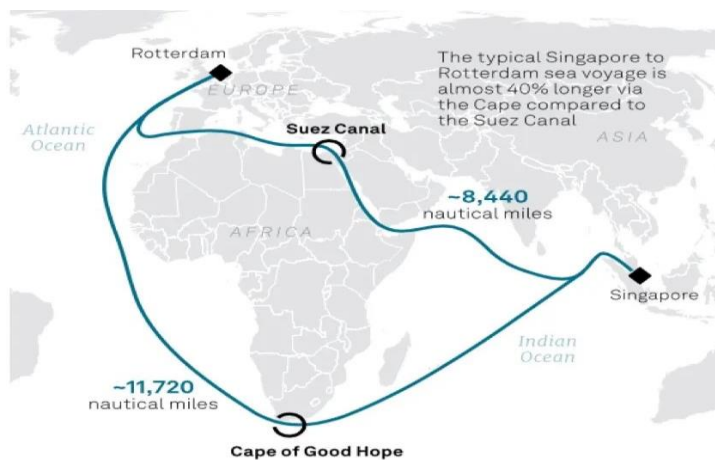 Rotterdam
EUROPE
The typical Singapore to
Rotterdam sea voyage is
almost 40% longer via
the Cape compared to
the Suez Canal
Atlantic
Ocean
Suez Canal
ASIA
~8,440
nautical miles
AFRICA
Singapore
Indian
Ocean
~11,720
nautical miles
Cape of Good Hope